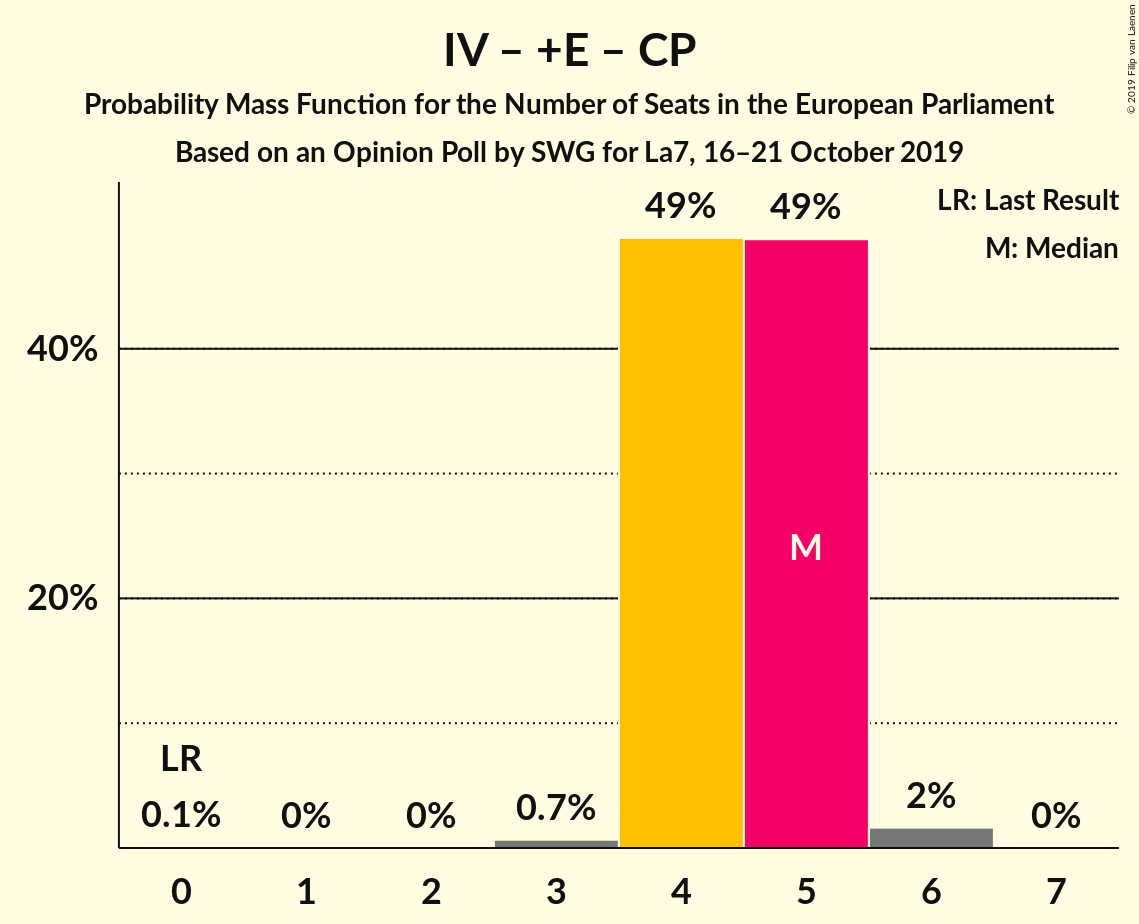 IV – +E – CP
Probability Mass Function for the Number of Seats in the European Parliament
Based on an Opinion Poll by SWG for La7, 16–21 October 2019
© 2019 Filip van Laenen
LR: Last Result
M: Median
49%
49%
40%
20%
M
LR
0.1%
0%
0%
0.7%
2%
0%
0 1 2 3 4 5 6 7